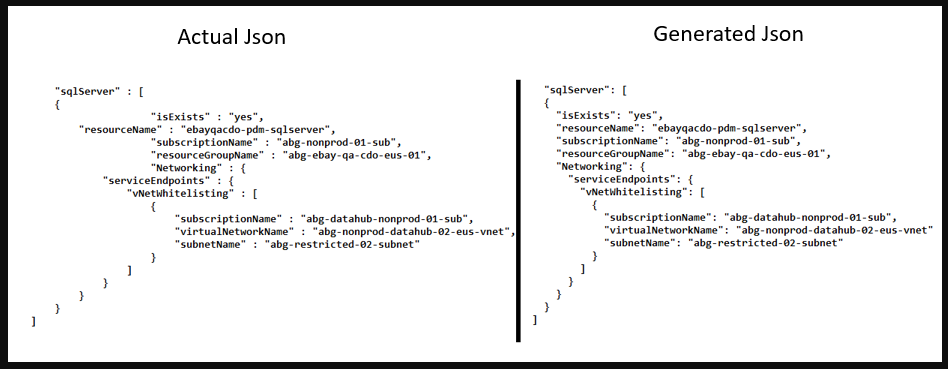 Actual Json
"sqlServer" : [
{
"isExists" : "yes",
"resourceName" : "ebayqacdo-pdm-sqlserver",
"subscriptionName" : "abg-nonprod-01-sub",
"resourceGroupName" : "abg-ebay-qa-cdo-eus-01",
"Networking" : {
"serviceEndpoints" : {
"vNetWhitelisting" : [
{
"subscriptionName" : "abg-datahub-nonprod-01-sub",
"virtualNetworkName" : "abg-nonprod-datahub-02-eus-vnet",
"subnetName" : "abg-restricted-02-subnet"
}
]
}
}
}
]
Generated Json
"sqlServer": [
{
"isExists": "yes",
"resourceName": "ebayqacdo-pdm-sqlserver",
"subscriptionName": "abg-nonprod-01-sub",
"resourceGroupName": "abg-ebay-qa-cdo-eus-01",
"Networking": {
"serviceEndpoints": {
"vNetWhitelisting": [
{
"subscriptionName": "abg-datahub-nonprod-01-sub",
"virtualNetworkName": "abg-nonprod-datahub-02-eus-vnet"
"subnetName": "abg-restricted-02-subnet"
}
]
}
}
}
]